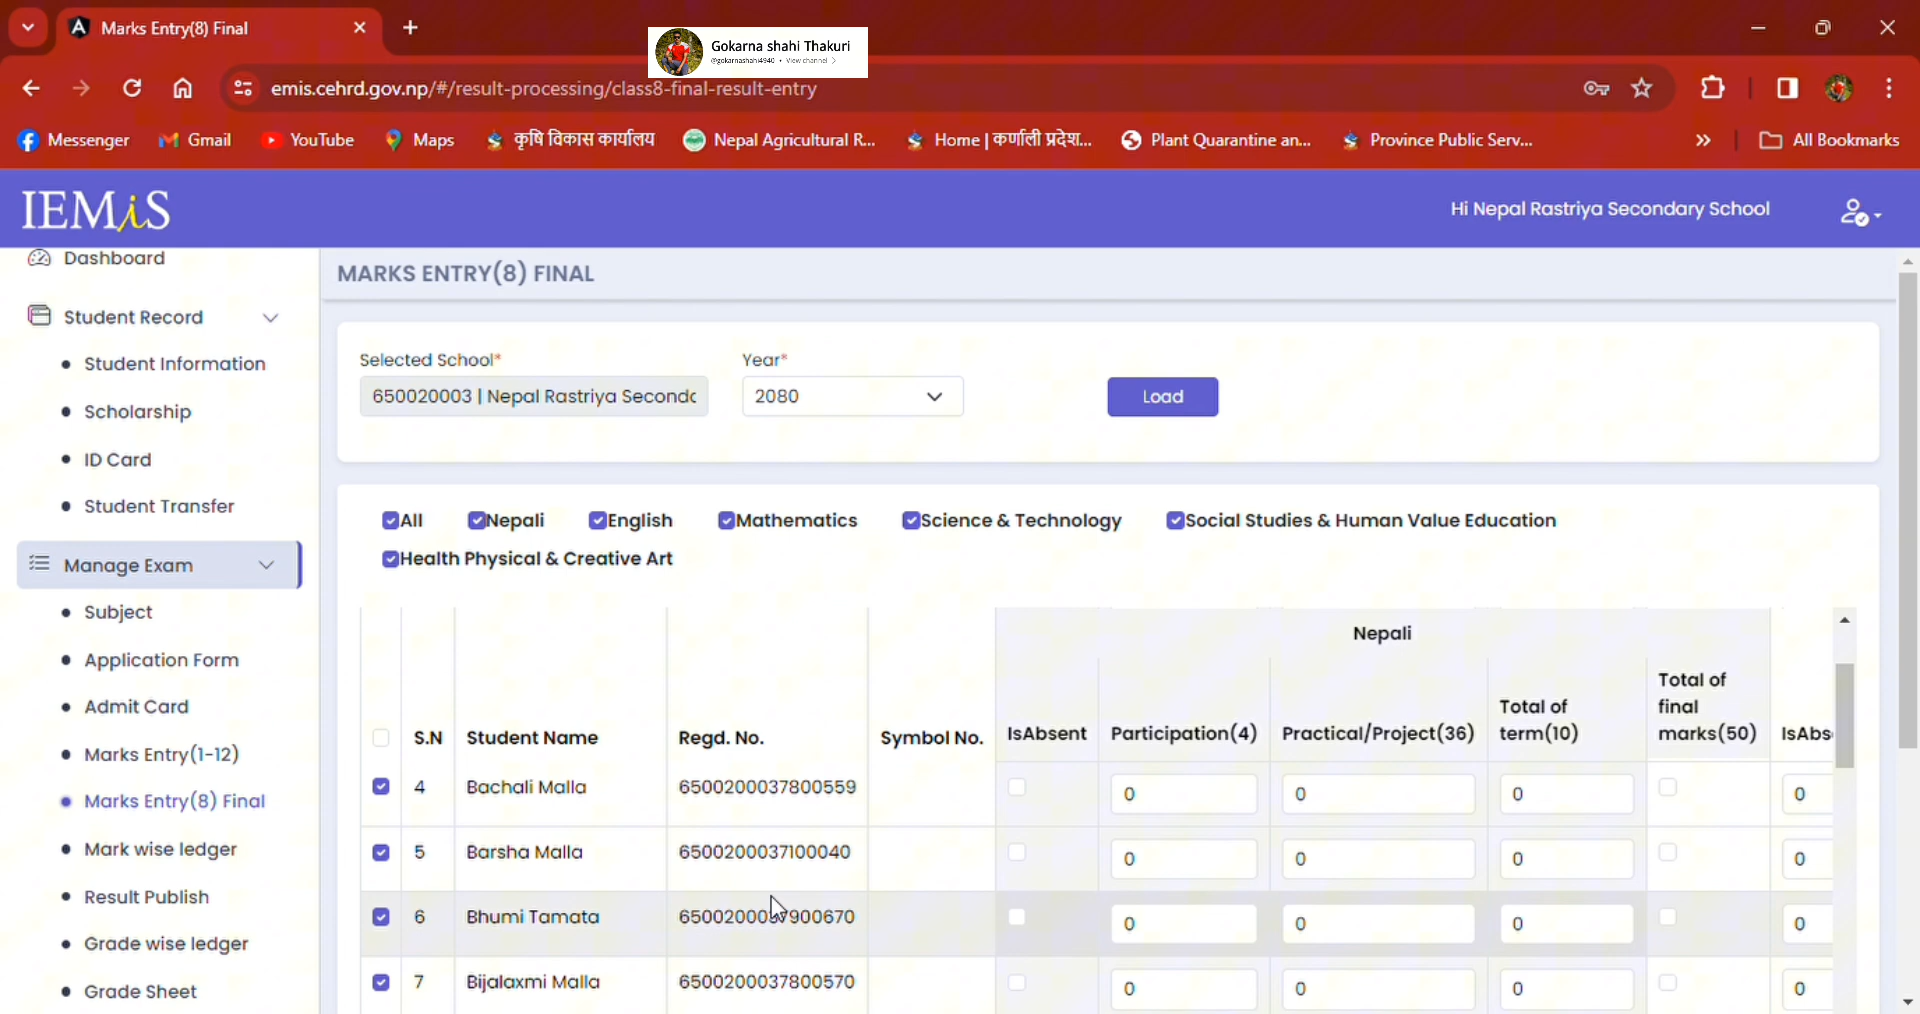 Marks Entry(8) Final
Gokarna shahi Thakuri
@gokarnashahi4940 • View channel >
emis.cehrd.gov.np/#/result-processing/class8-final-result-entry
Messenger Gmail YouTube Maps कृषि विकास कार्यालय Nepal Agricultural R... Home | कर्णाली प्रदेश... Plant Quarantine an... Province Public Serv... All Bookmarks
IEMiS
Hi Nepal Rastriya Secondary School
Dashboard
Student Record
Student Information
Scholarship
ID Card
Student Transfer
Manage Exam
Subject
Application Form
Admit Card
Marks Entry(1-12)
Marks Entry(8) Final
Mark wise ledger
Result Publish
Grade wise ledger
Grade Sheet
MARKS ENTRY(8) FINAL
Selected School* Year*
650020003 | Nepal Rastriya Secondc 2080 Load
All Nepali English Mathematics Science & Technology Social Studies & Human Value Education
Health Physical & Creative Art
Nepali
S.N Student Name Regd. No. Symbol No. IsAbsent Participation(4) Practical/Project(36) Total of term(10) Total of final marks(50) IsAbs
4 Bachali Malla 6500200037800559 0 0 0 0
5 Barsha Malla 6500200037100040 0 0 0 0
6 Bhumi Tamata 6500200037900670 0 0 0 0
7 Bijalaxmi Malla 6500200037800570 0 0 0 0